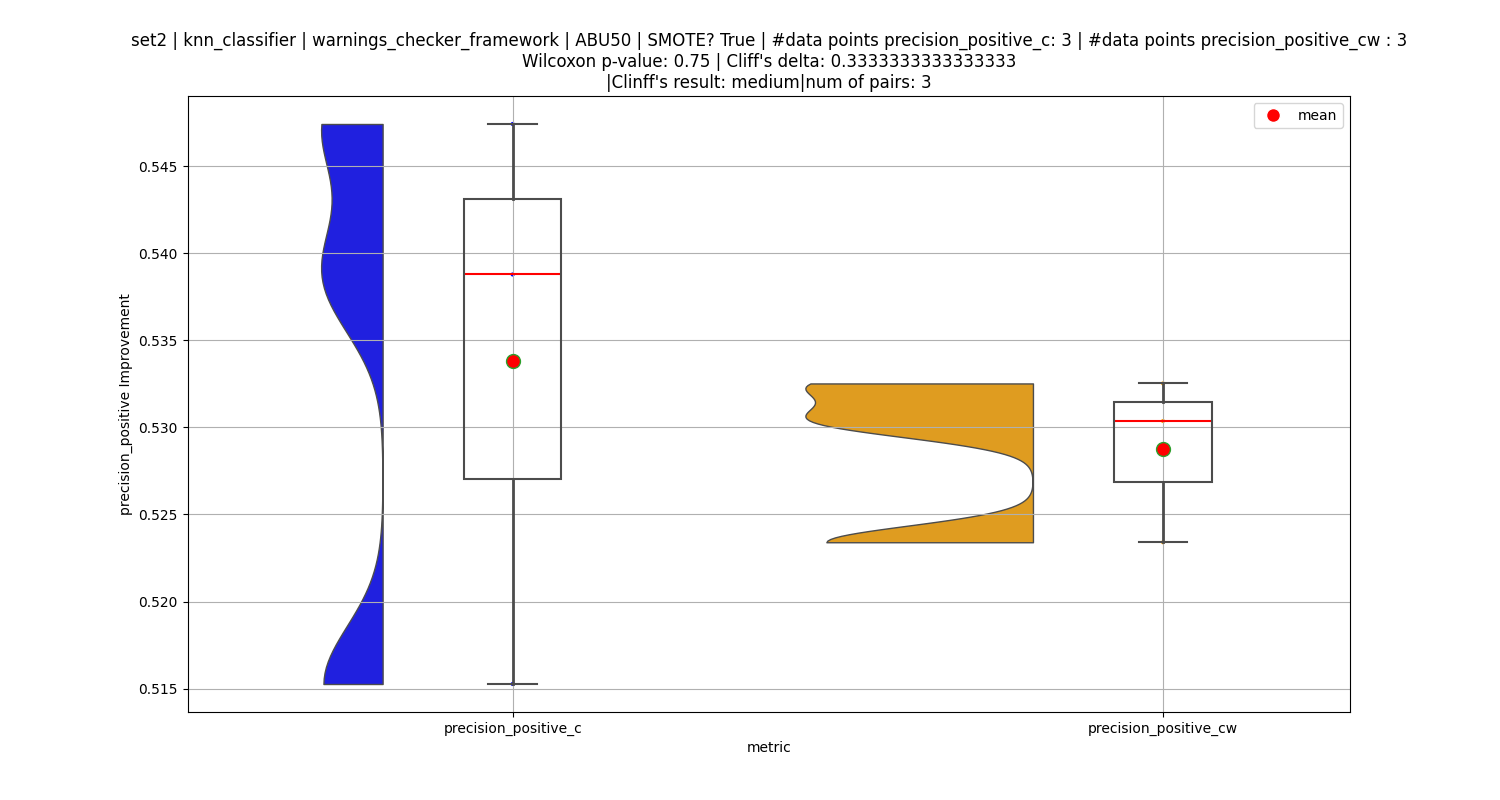 set2 | knn_classifier | warnings_checker_framework | ABU50 | SMOTE? True | #data points precision_positive_c: 3 | #data points precision_positive_cw : 3
Wilcoxon p-value: 0.75 | Cliff's delta: 0.3333333333333333
|Clinff's result: medium|num of pairs: 3
mean
0.545
0.540
0.535
0.530
0.525
0.520
0.515
precision_positive Improvement
precision_positive_c
precision_positive_cw
metric